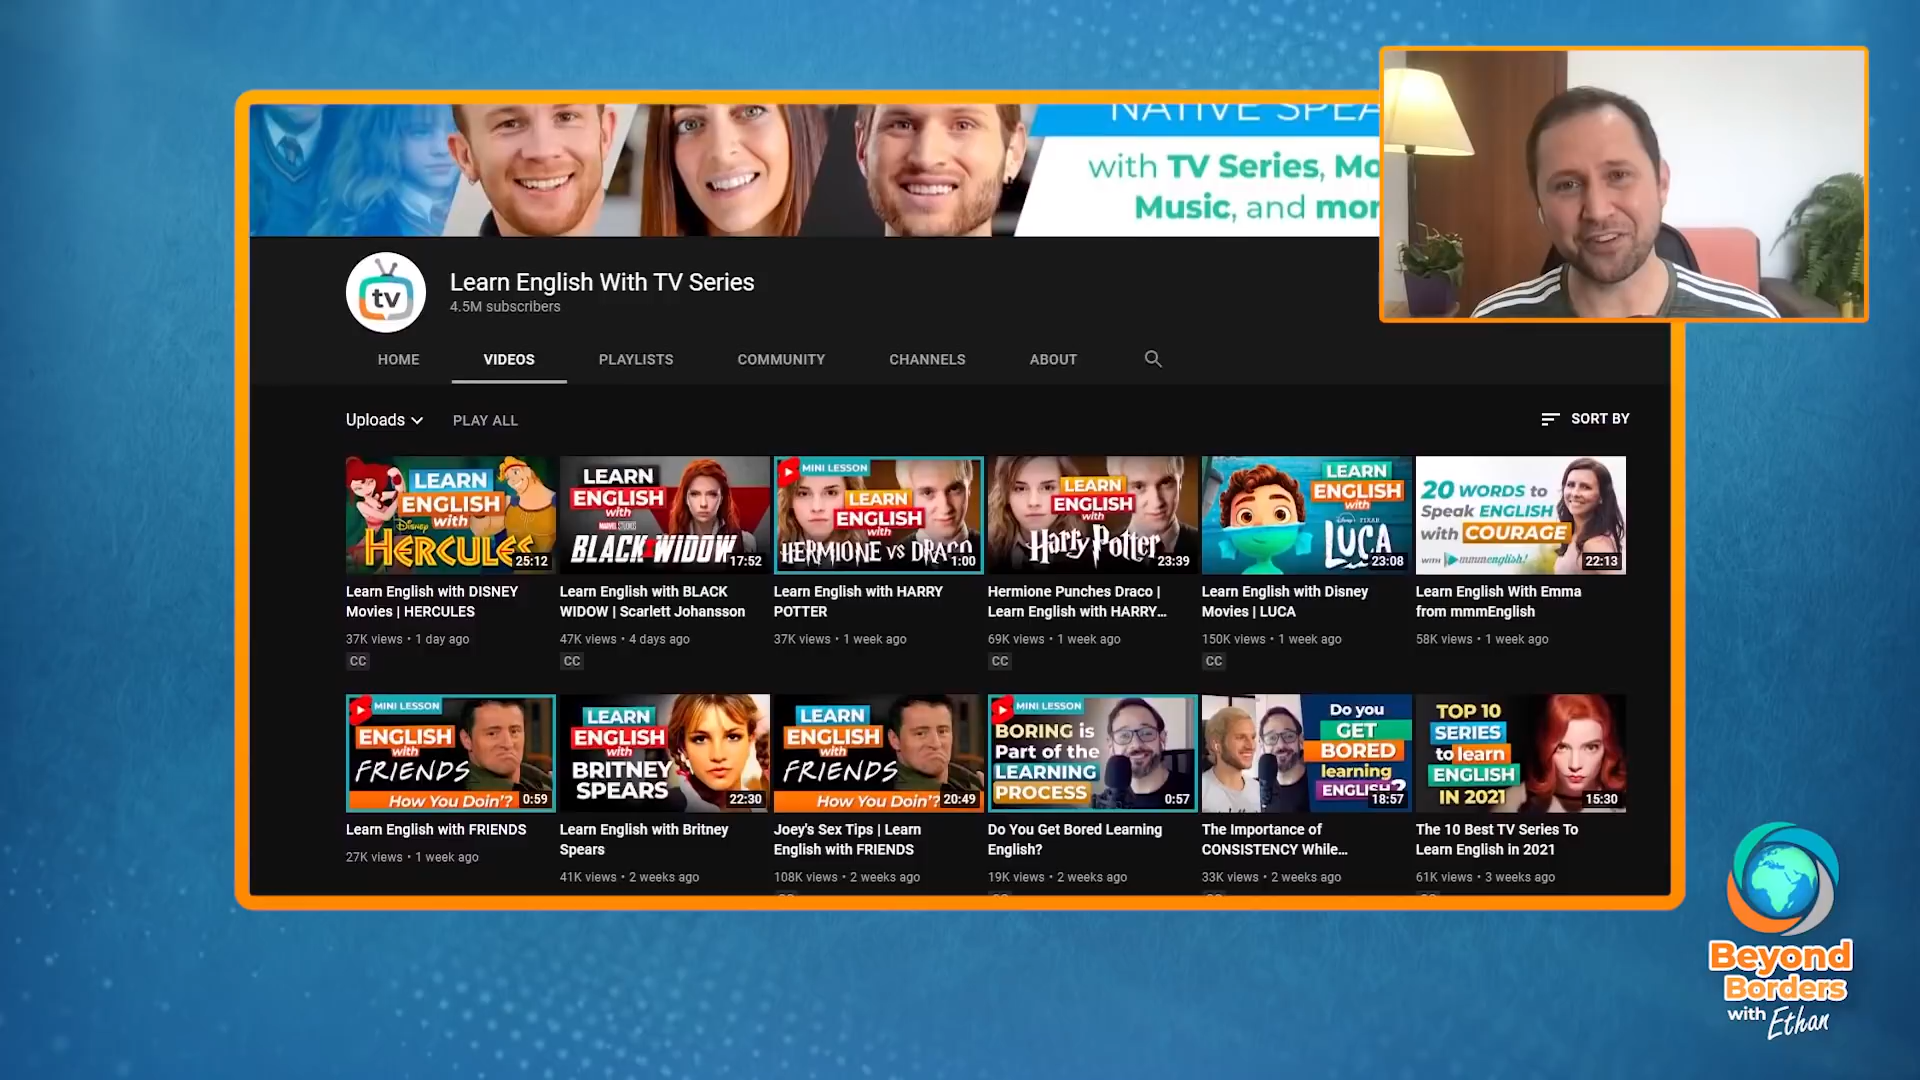 NATIVE SPEA
with TV Series, Mo
Music, and mor
tv
Learn English With TV Series
4.5M subscribers
HOME VIDEOS PLAYLISTS COMMUNITY CHANNELS ABOUT
Uploads PLAY ALL SORT BY
LEARN
ENGLISH
with
Disney
HERCULES
25:12
LEARN
ENGLISH
with
MARVEL STUDIOS
BLACK WIDOW
17:52
MINI LESSON
LEARN
ENGLISH
with
HERMIONE VS DRACO
1:00
LEARN
ENGLISH
with
Harry Potter
23:39
LEARN
ENGLISH
with
Disney PIXAR
LUCA
23:08
20 WORDS to
Speak ENGLISH
with COURAGE
WITH mmmenglish!
22:13
Learn English with DISNEY
Movies | HERCULES
37K views • 1 day ago
CC
Learn English with BLACK
WIDOW | Scarlett Johansson
47K views • 4 days ago
CC
Learn English with HARRY
POTTER
37K views • 1 week ago
Hermione Punches Draco |
Learn English with HARRY...
69K views • 1 week ago
CC
Learn English with Disney
Movies | LUCA
150K views • 1 week ago
CC
Learn English With Emma
from mmmEnglish
58K views • 1 week ago
MINI LESSON
ENGLISH
with
FRIENDS
How You Doin'?
0:59
LEARN
ENGLISH
with
BRITNEY
SPEARS
22:30
LEARN
ENGLISH
with
FRIENDS
How You Doin'?
20:49
MINI LESSON
BORING is
Part of the
LEARNING
PROCESS
0:57
Do you
GET
BORED
learning
ENGLISH?
18:57
TOP 10
SERIES
to learn
ENGLISH
IN 2021
15:30
Learn English with FRIENDS
27K views • 1 week ago
Learn English with Britney
Spears
41K views • 2 weeks ago
Joey's Sex Tips | Learn
English with FRIENDS
108K views • 2 weeks ago
Do You Get Bored Learning
English?
19K views • 2 weeks ago
The Importance of
CONSISTENCY While...
33K views • 2 weeks ago
The 10 Best TV Series To
Learn English in 2021
61K views • 3 weeks ago
Beyond
Borders
with Ethan